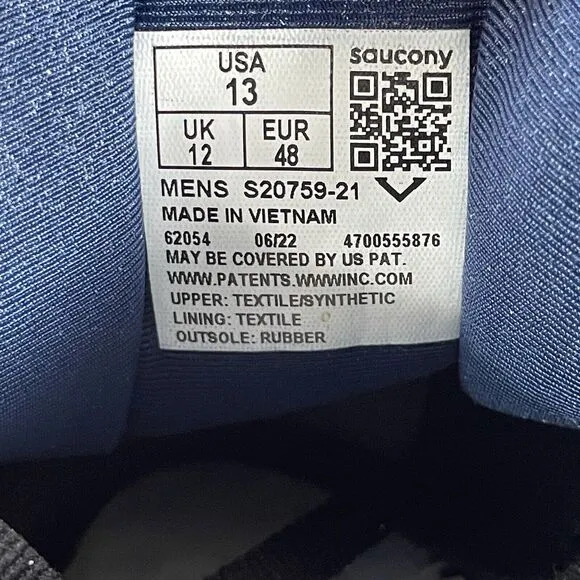 USA
saucony
13
UK
EUR
12
48
MENS S20759-21
MADE IN VIETNAM
62054 06/22 4700555876
MAY BE COVERED BY US PAT.
WWW.PATENTS.WWWINC.COM
UPPER: TEXTILE/SYNTHETIC
LINING: TEXTILE
OUTSOLE: RUBBER